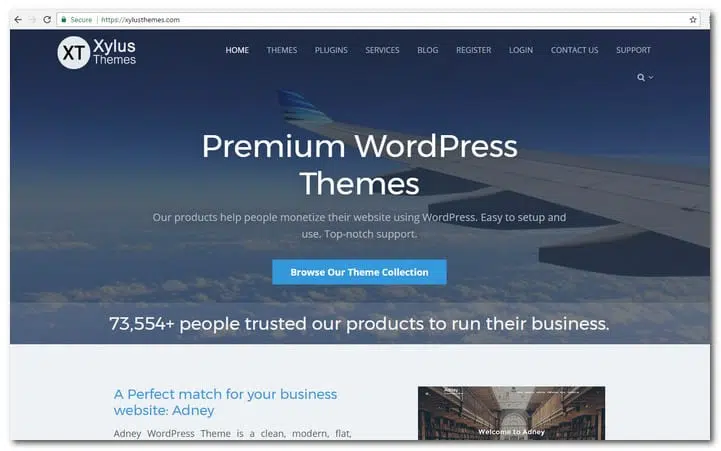 Secure | https://xylusthemes.com
XT Xylus
Themes
HOME THEMES PLUGINS SERVICES BLOG REGISTER LOGIN CONTACT US SUPPORT
Premium WordPress
Themes
Our products help people monetize their website using WordPress. Easy to setup and
use. Top-notch support.
Browse Our Theme Collection
73,554+ people trusted our products to run their business.
A Perfect match for your business
website: Adney
Adney WordPress Theme is a clean, modern, flat,
Adney
Welcome to Adney